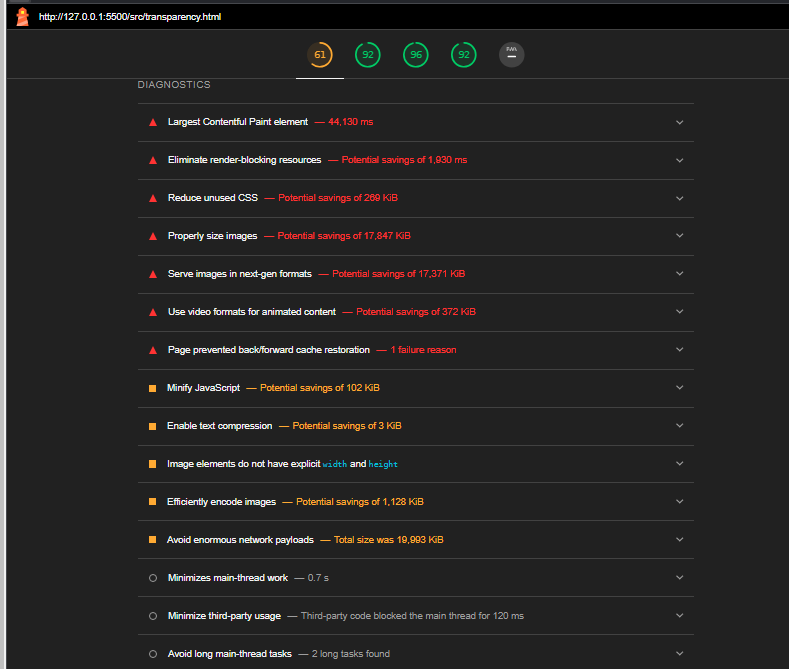 http://127.0.0.1:5500/src/transparency.html
61 92 96 92 PWA
DIAGNOSTICS
Largest Contentful Paint element — 44,130 ms
Eliminate render-blocking resources — Potential savings of 1,930 ms
Reduce unused CSS — Potential savings of 269 KiB
Properly size images — Potential savings of 17,847 KiB
Serve images in next-gen formats — Potential savings of 17,371 KiB
Use video formats for animated content — Potential savings of 372 KiB
Page prevented back/forward cache restoration — 1 failure reason
Minify JavaScript — Potential savings of 102 KiB
Enable text compression — Potential savings of 3 KiB
Image elements do not have explicit width and height
Efficiently encode images — Potential savings of 1,128 KiB
Avoid enormous network payloads — Total size was 19,993 KiB
Minimizes main-thread work — 0.7 s
Minimize third-party usage — Third-party code blocked the main thread for 120 ms
Avoid long main-thread tasks — 2 long tasks found